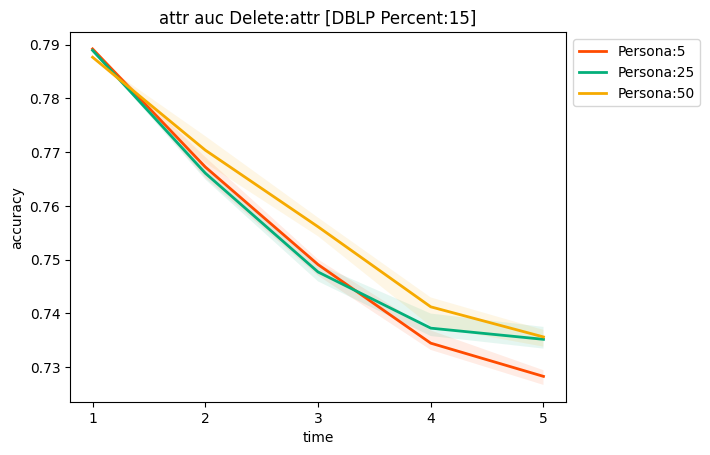 attr auc Delete:attr [DBLP Percent:15]
Persona:5
Persona:25
Persona:50
accuracy
0.79
0.78
0.77
0.76
0.75
0.74
0.73
1 2 3 4 5
time